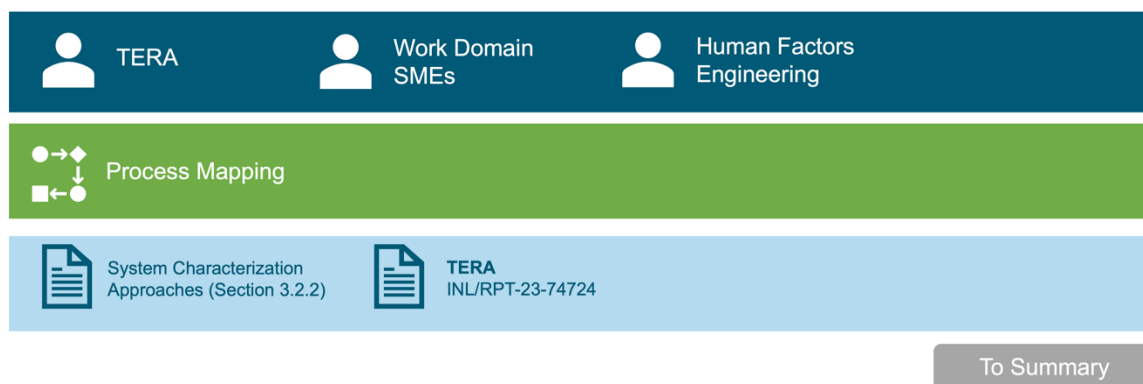 TERA
Work Domain
SMEs
Human Factors
Engineering
Process Mapping
System Characterization
Approaches (Section 3.2.2)
TERA
INL/RPT-23-74724
To Summary